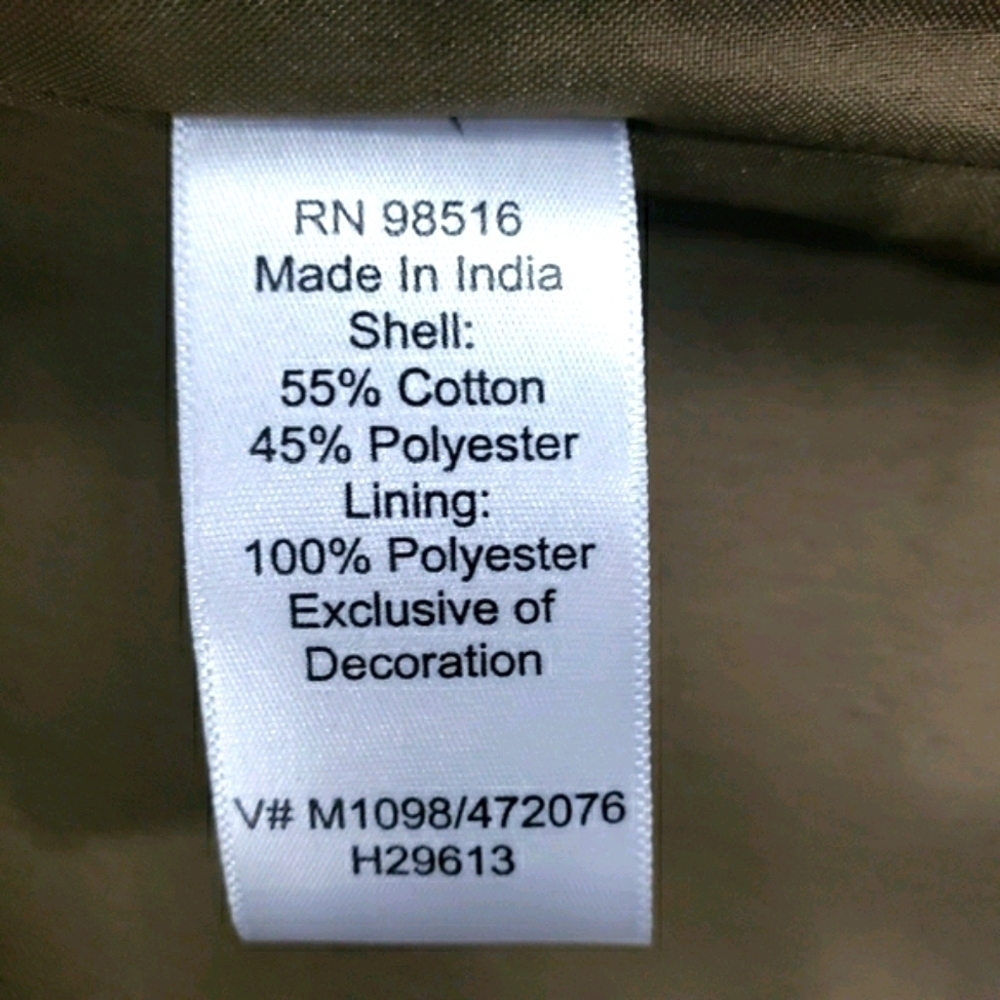 RN 98516
Made In India
Shell:
55% Cotton
45% Polyester
Lining:
100% Polyester
Exclusive of
Decoration
V# M1098/472076
H29613